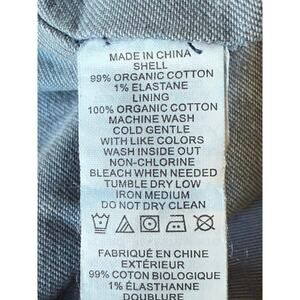 MADE IN CHINA
SHELL
99% ORGANIC COTTON
1% ELASTANE
LINING
100% ORGANIC COTTON
MACHINE WASH
COLD GENTLE
WITH LIKE COLORS
WASH INSIDE OUT
NON-CHLORINE
BLEACH WHEN NEEDED
TUMBLE DRY LOW
IRON MEDIUM
DO NOT DRY CLEAN
FABRIQUÉ EN CHINE
EXTÉRIEUR
99% COTON BIOLOGIQUE
1% ÉLASTHANNE
DOUBLURE